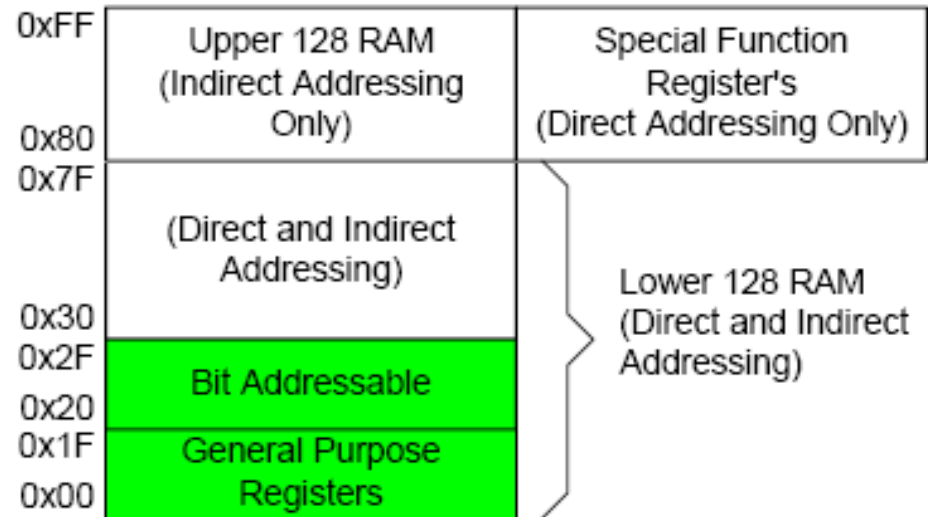 0xFF
Upper 128 RAM
(Indirect Addressing
Only)
0x80
Special Function
Register's
(Direct Addressing Only)
0x7F
(Direct and Indirect
Addressing)
0x30
0x2F
Bit Addressable
0x20
0x1F
General Purpose
Registers
0x00
Lower 128 RAM
(Direct and Indirect
Addressing)